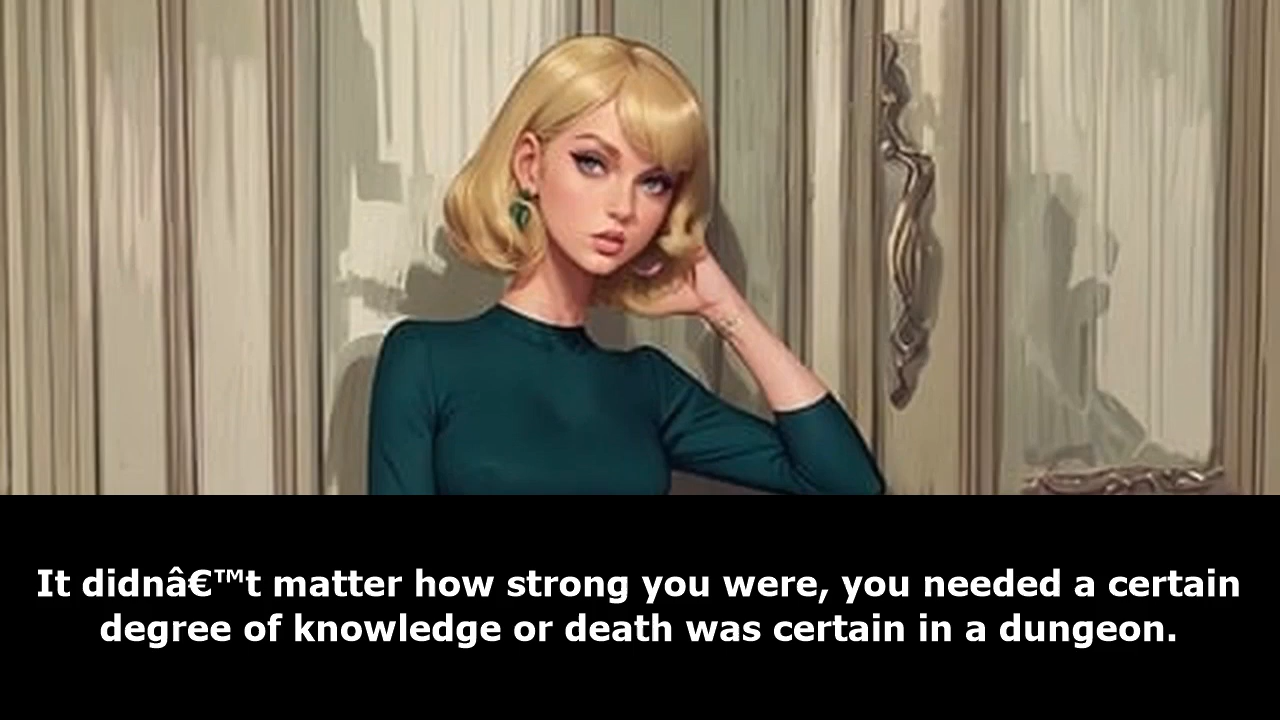 It didnâ€™t matter how strong you were, you needed a certain
degree of knowledge or death was certain in a dungeon.